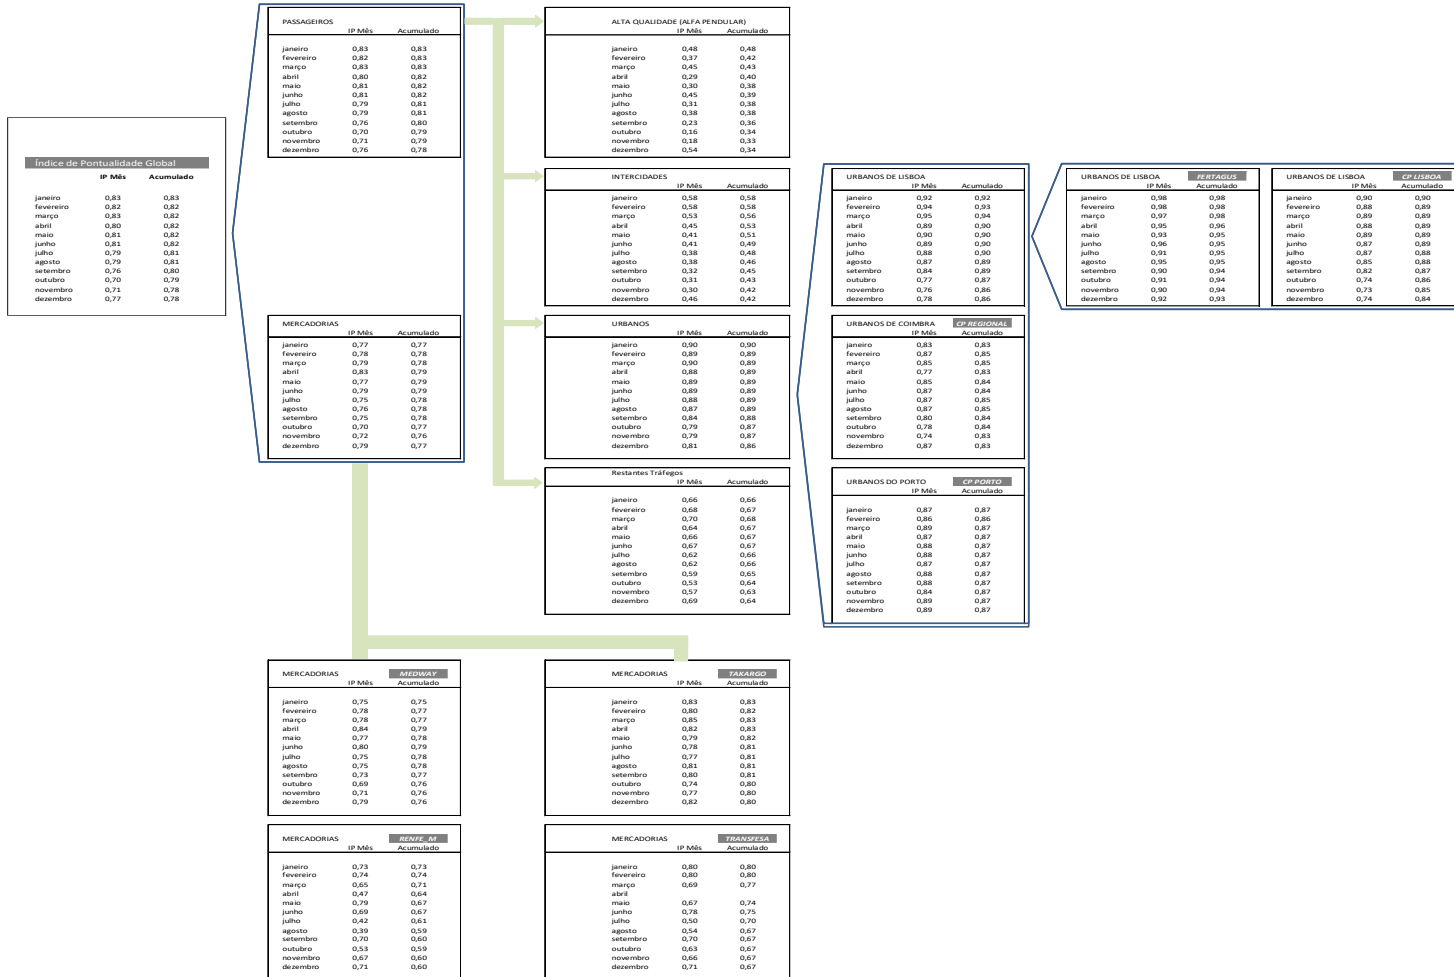 Índice de Pontualidade Global
IP Mês Acumulado
janeiro 0,83 0,83
fevereiro 0,82 0,82
março 0,83 0,82
abril 0,80 0,82
maio 0,81 0,82
junho 0,81 0,82
julho 0,79 0,81
agosto 0,79 0,81
setembro 0,76 0,80
outubro 0,70 0,79
novembro 0,71 0,78
dezembro 0,77 0,78
PASSAGEIROS
IP Mês Acumulado
janeiro 0,83 0,83
fevereiro 0,82 0,83
março 0,83 0,83
abril 0,80 0,82
maio 0,81 0,82
junho 0,81 0,82
julho 0,79 0,81
agosto 0,79 0,81
setembro 0,76 0,80
outubro 0,70 0,79
novembro 0,71 0,79
dezembro 0,76 0,78
MERCADORIAS
IP Mês Acumulado
janeiro 0,77 0,77
fevereiro 0,78 0,78
março 0,79 0,78
abril 0,83 0,79
maio 0,77 0,79
junho 0,79 0,79
julho 0,75 0,78
agosto 0,76 0,78
setembro 0,75 0,78
outubro 0,70 0,77
novembro 0,72 0,76
dezembro 0,79 0,77
ALTA QUALIDADE (ALFA PENDULAR)
IP Mês Acumulado
janeiro 0,48 0,48
fevereiro 0,37 0,42
março 0,45 0,43
abril 0,29 0,40
maio 0,30 0,38
junho 0,45 0,39
julho 0,31 0,38
agosto 0,38 0,38
setembro 0,23 0,36
outubro 0,16 0,34
novembro 0,18 0,33
dezembro 0,54 0,34
INTERCIDADES
IP Mês Acumulado
janeiro 0,58 0,58
fevereiro 0,58 0,58
março 0,53 0,56
abril 0,45 0,53
maio 0,41 0,51
junho 0,41 0,49
julho 0,38 0,48
agosto 0,38 0,46
setembro 0,32 0,45
outubro 0,31 0,43
novembro 0,30 0,42
dezembro 0,46 0,42
URBANOS
IP Mês Acumulado
janeiro 0,90 0,90
fevereiro 0,89 0,89
março 0,90 0,89
abril 0,88 0,89
maio 0,89 0,89
junho 0,89 0,89
julho 0,88 0,89
agosto 0,87 0,89
setembro 0,84 0,88
outubro 0,79 0,87
novembro 0,79 0,87
dezembro 0,81 0,86
Restantes Tráfegos
IP Mês Acumulado
janeiro 0,66 0,66
fevereiro 0,68 0,67
março 0,70 0,68
abril 0,64 0,67
maio 0,66 0,67
junho 0,67 0,67
julho 0,62 0,66
agosto 0,62 0,66
setembro 0,59 0,65
outubro 0,53 0,64
novembro 0,57 0,63
dezembro 0,69 0,64
URBANOS DE LISBOA
IP Mês Acumulado
janeiro 0,92 0,92
fevereiro 0,94 0,93
março 0,95 0,94
abril 0,89 0,90
maio 0,90 0,90
junho 0,89 0,90
julho 0,88 0,90
agosto 0,87 0,89
setembro 0,84 0,89
outubro 0,77 0,87
novembro 0,76 0,86
dezembro 0,78 0,86
URBANOS DE COIMBRA CP REGIONAL
IP Mês Acumulado
janeiro 0,83 0,83
fevereiro 0,87 0,85
março 0,85 0,85
abril 0,77 0,83
maio 0,85 0,84
junho 0,87 0,84
julho 0,87 0,85
agosto 0,87 0,85
setembro 0,80 0,84
outubro 0,78 0,84
novembro 0,74 0,83
dezembro 0,87 0,83
URBANOS DO PORTO CP PORTO
IP Mês Acumulado
janeiro 0,87 0,87
fevereiro 0,86 0,86
março 0,89 0,87
abril 0,87 0,87
maio 0,88 0,87
junho 0,88 0,87
julho 0,87 0,87
agosto 0,88 0,87
setembro 0,88 0,87
outubro 0,84 0,87
novembro 0,89 0,87
dezembro 0,89 0,87
URBANOS DE LISBOA FERTAGUS
IP Mês Acumulado
janeiro 0,98 0,98
fevereiro 0,98 0,98
março 0,97 0,98
abril 0,95 0,96
maio 0,93 0,95
junho 0,96 0,95
julho 0,91 0,95
agosto 0,95 0,95
setembro 0,90 0,94
outubro 0,91 0,94
novembro 0,90 0,94
dezembro 0,92 0,93
URBANOS DE LISBOA CP LISBOA
IP Mês Acumulado
janeiro 0,90 0,90
fevereiro 0,88 0,89
março 0,89 0,89
abril 0,88 0,89
maio 0,89 0,89
junho 0,87 0,89
julho 0,87 0,88
agosto 0,85 0,88
setembro 0,82 0,87
outubro 0,74 0,86
novembro 0,73 0,85
dezembro 0,74 0,84
MERCADORIAS MEDWAY
IP Mês Acumulado
janeiro 0,75 0,75
fevereiro 0,78 0,77
março 0,78 0,77
abril 0,84 0,79
maio 0,77 0,78
junho 0,80 0,79
julho 0,75 0,78
agosto 0,75 0,78
setembro 0,73 0,77
outubro 0,69 0,76
novembro 0,71 0,76
dezembro 0,79 0,76
MERCADORIAS TAKARGO
IP Mês Acumulado
janeiro 0,83 0,83
fevereiro 0,80 0,82
março 0,85 0,83
abril 0,82 0,83
maio 0,79 0,82
junho 0,78 0,81
julho 0,77 0,81
agosto 0,81 0,81
setembro 0,80 0,81
outubro 0,74 0,80
novembro 0,77 0,80
dezembro 0,82 0,80
MERCADORIAS RENFE_M
IP Mês Acumulado
janeiro 0,73 0,73
fevereiro 0,74 0,74
março 0,65 0,71
abril 0,47 0,64
maio 0,79 0,67
junho 0,69 0,67
julho 0,42 0,61
agosto 0,39 0,59
setembro 0,70 0,60
outubro 0,53 0,59
novembro 0,67 0,60
dezembro 0,71 0,60
MERCADORIAS TRANSFESA
IP Mês Acumulado
janeiro 0,80 0,80
fevereiro 0,80 0,80
março 0,69 0,77
abril
maio 0,67 0,74
junho 0,78 0,75
julho 0,50 0,70
agosto 0,54 0,67
setembro 0,70 0,67
outubro 0,63 0,67
novembro 0,66 0,67
dezembro 0,71 0,67